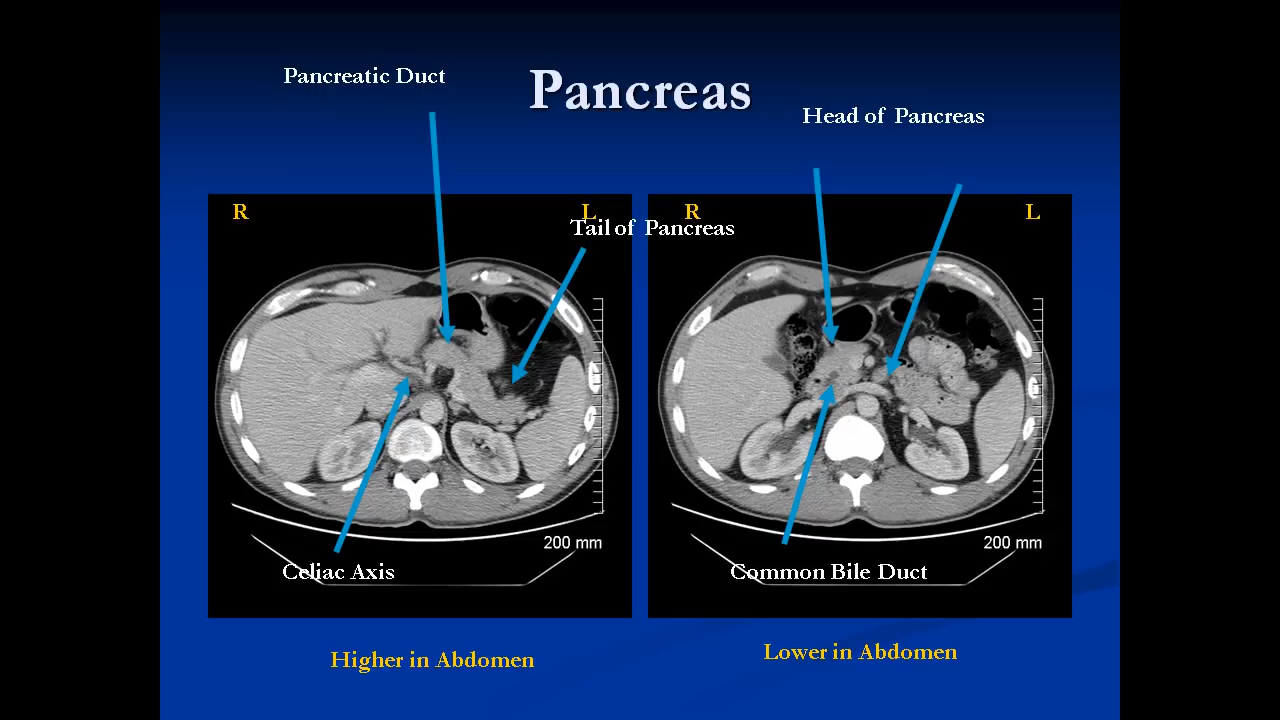 Pancreatic Duct
Pancreas
Head of Pancreas
R
L
R
L
Tail of Pancreas
200 mm
200 mm
Celiac Axis
Common Bile Duct
Higher in Abdomen
Lower in Abdomen